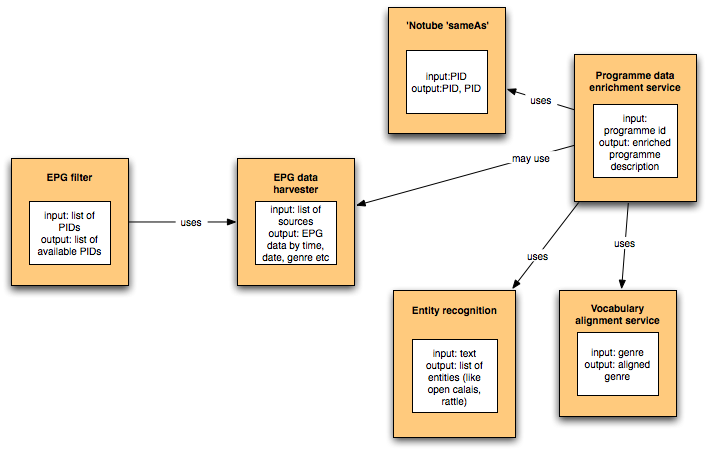 'Notube 'sameAs'
input:PID
output:PID, PID
Programme data
enrichment service
input:
programme id
output: enriched
programme
description
uses
may use
EPG filter
input: list of
PIDs
output: list of
available PIDs
uses
EPG data
harvester
input: list of
sources
output: EPG
data by time,
date, genre etc
uses
uses
Entity recognition
input: text
output: list of
entities (like
open calais,
rattle)
Vocabulary
alignment service
input: genre
output: aligned
genre